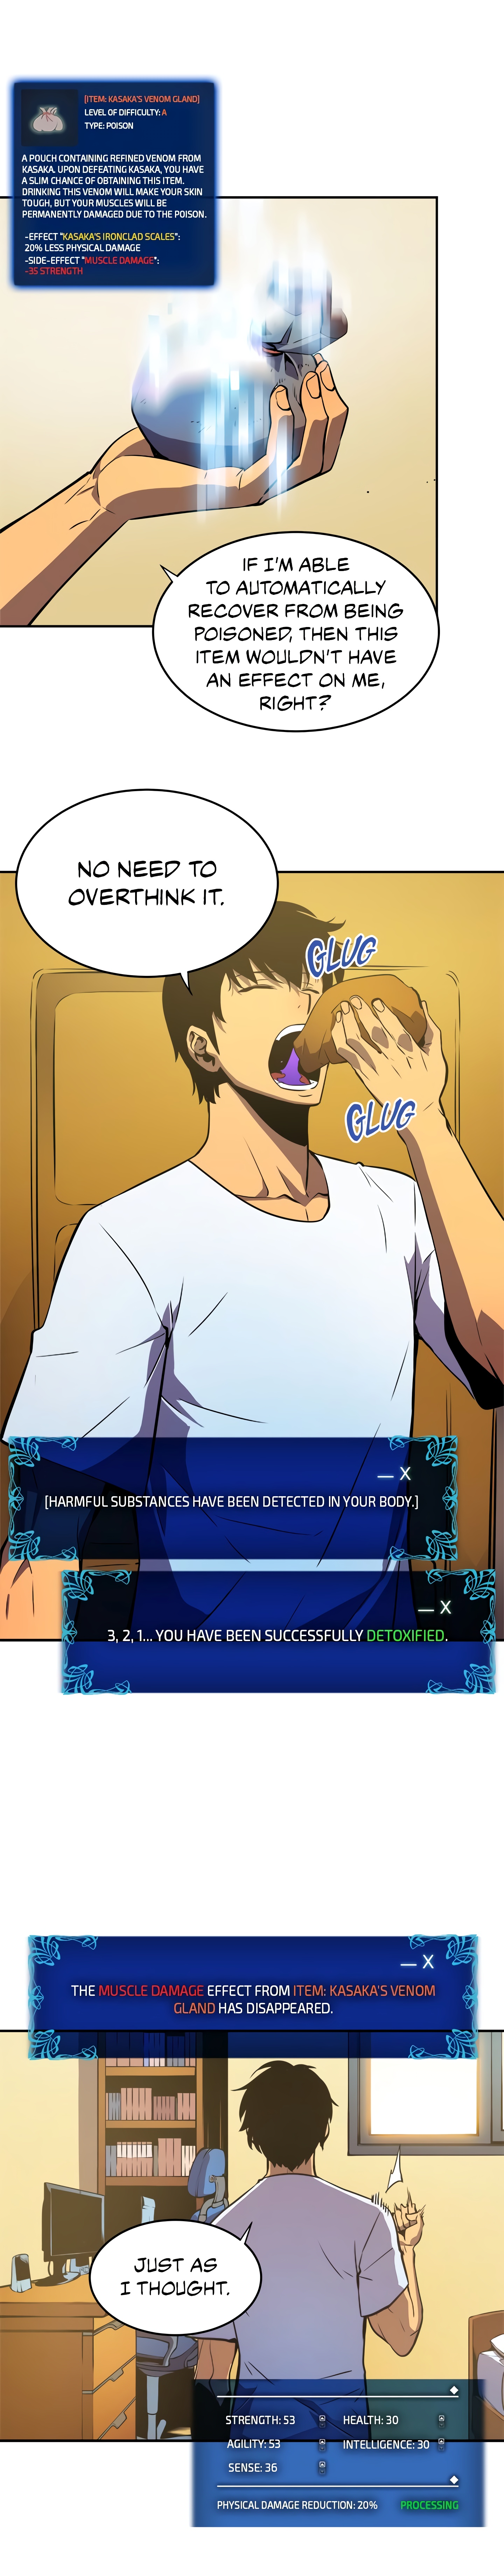 [ITEM: KASAKA'S VENOM GLAND]
LEVEL OF DIFFICULTY: A
TYPE: POISON
A POUCH CONTAINING REFINED VENOM FROM
KASAKA. UPON DEFEATING KASAKA, YOU HAVE
A SLIM CHANCE OF OBTAINING THIS ITEM.
DRINKING THIS VENOM WILL MAKE YOUR SKIN
TOUGH, BUT YOUR MUSCLES WILL BE
PERMANENTLY DAMAGED DUE TO THE POISON.
-EFFECT "KASAKA'S IRONCLAD SCALES":
20% LESS PHYSICAL DAMAGE
-SIDE-EFFECT "MUSCLE DAMAGE":
-35 STRENGTH
IF I'M ABLE
TO AUTOMATICALLY
RECOVER FROM BEING
POISONED, THEN THIS
ITEM WOULDN'T HAVE
AN EFFECT ON ME,
RIGHT?
NO NEED TO
OVERTHINK IT.
GLUG
GLUG
— X
[HARMFUL SUBSTANCES HAVE BEEN DETECTED IN YOUR BODY.]
— X
3, 2, 1... YOU HAVE BEEN SUCCESSFULLY DETOXIFIED.
— X
THE MUSCLE DAMAGE EFFECT FROM ITEM: KASAKA'S VENOM
GLAND HAS DISAPPEARED.
JUST AS
I THOUGHT.
STRENGTH: 53 HEALTH: 30
AGILITY: 53 INTELLIGENCE: 30
SENSE: 36
PHYSICAL DAMAGE REDUCTION: 20% PROCESSING